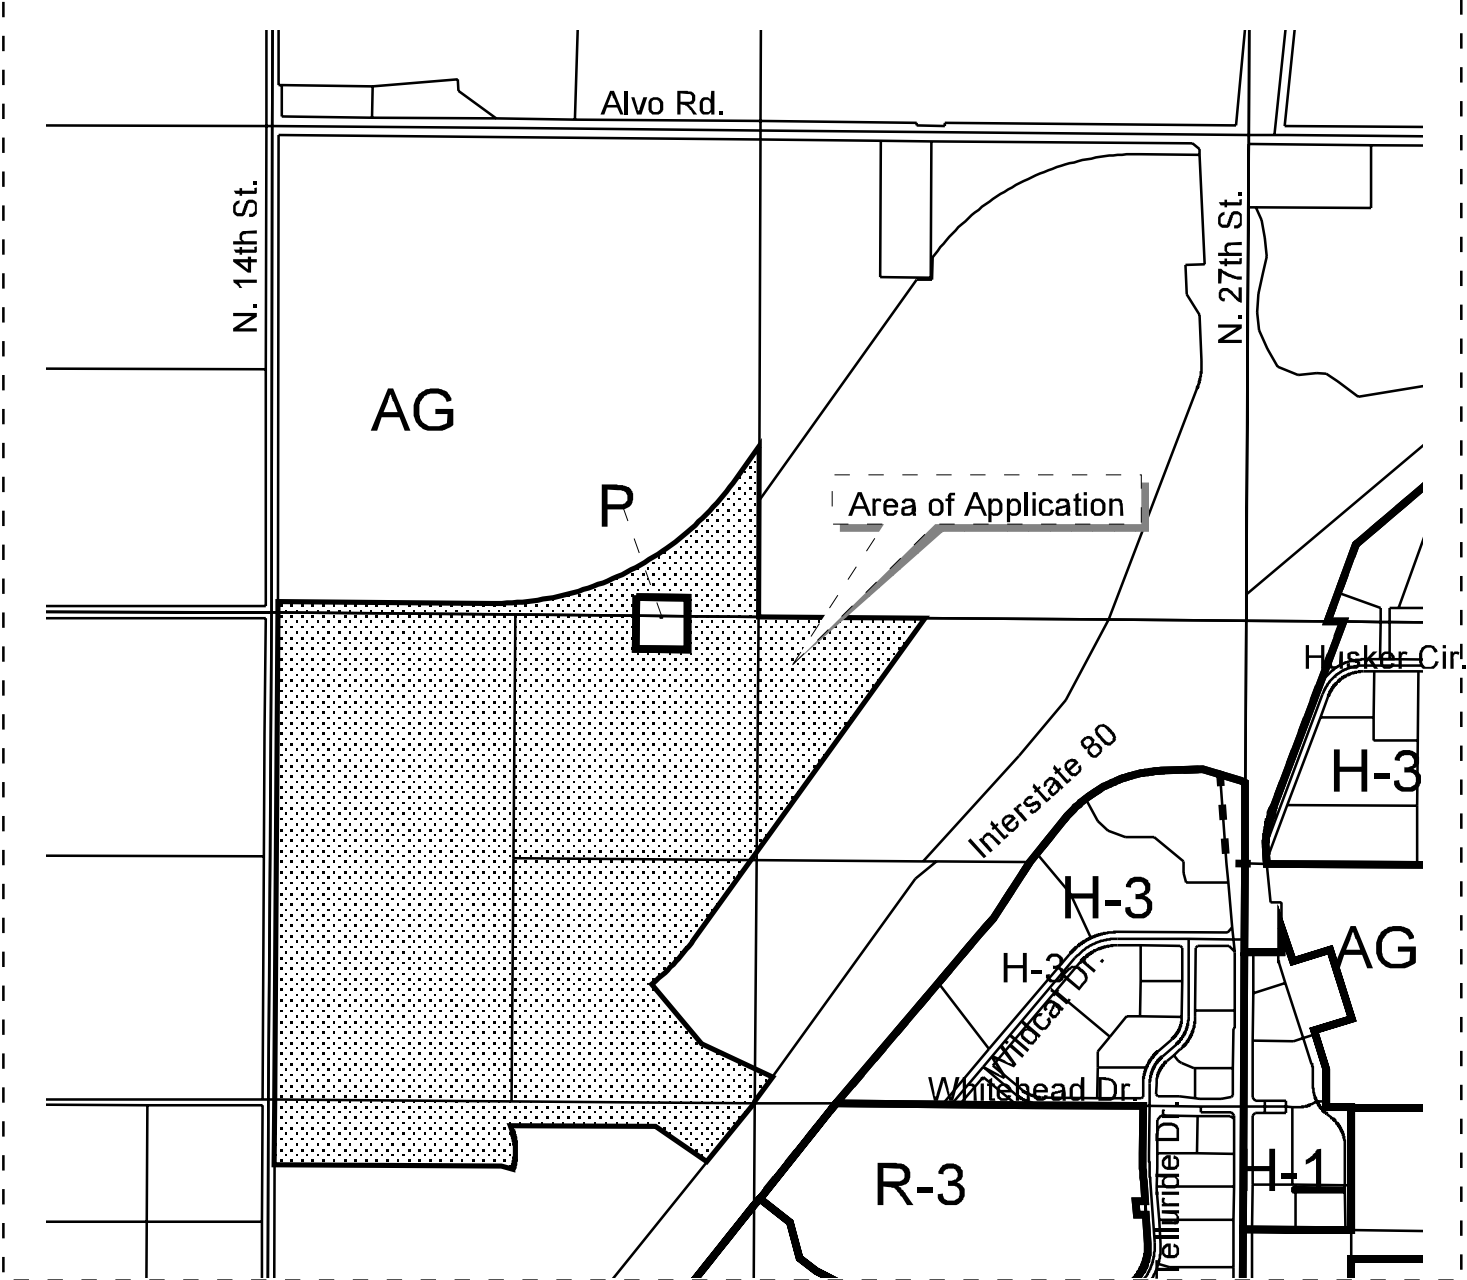 Alvo Rd.
N. 14th St.
N. 27th St.
AG
P
Area of Application
Husker Cir.
Interstate 80
H-3
H-3
AG
H-3
Wildcat Dr.
Whitehead Dr.
Telluride Dr.
R-3
H-1